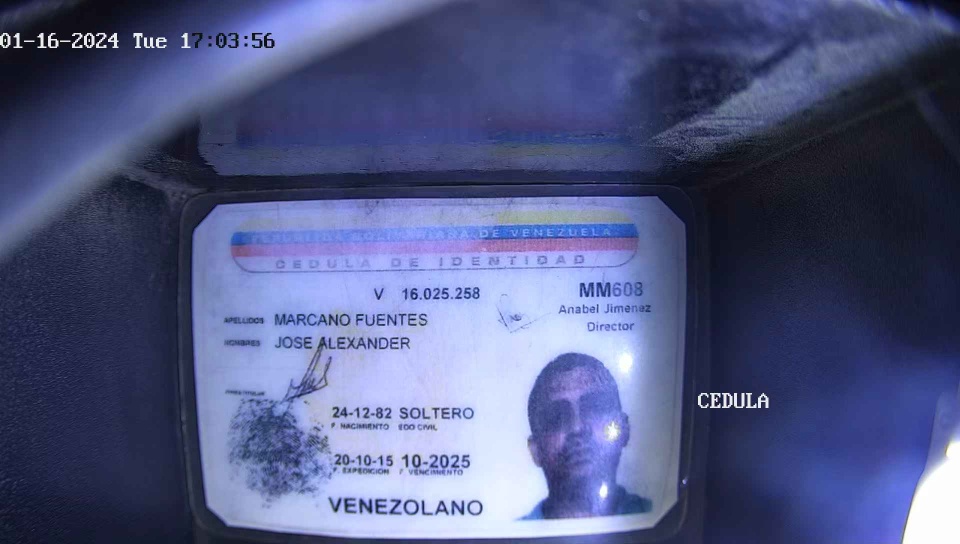 01-16-2024 Tue 17:03:56
REPUBLICA BOLIVARIANA DE VENEZUELA
CEDULA DE IDENTIDAD
V 16.025.258
MM608
Anabel Jimenez
Director
APELLIDOS MARCANO FUENTES
NOMBRES JOSE ALEXANDER
CEDULA
24-12-82 SOLTERO
F. NACIMIENTO EDO CIVIL
20-10-15 10-2025
F. EXPEDICION F. VENCIMIENTO
VENEZOLANO